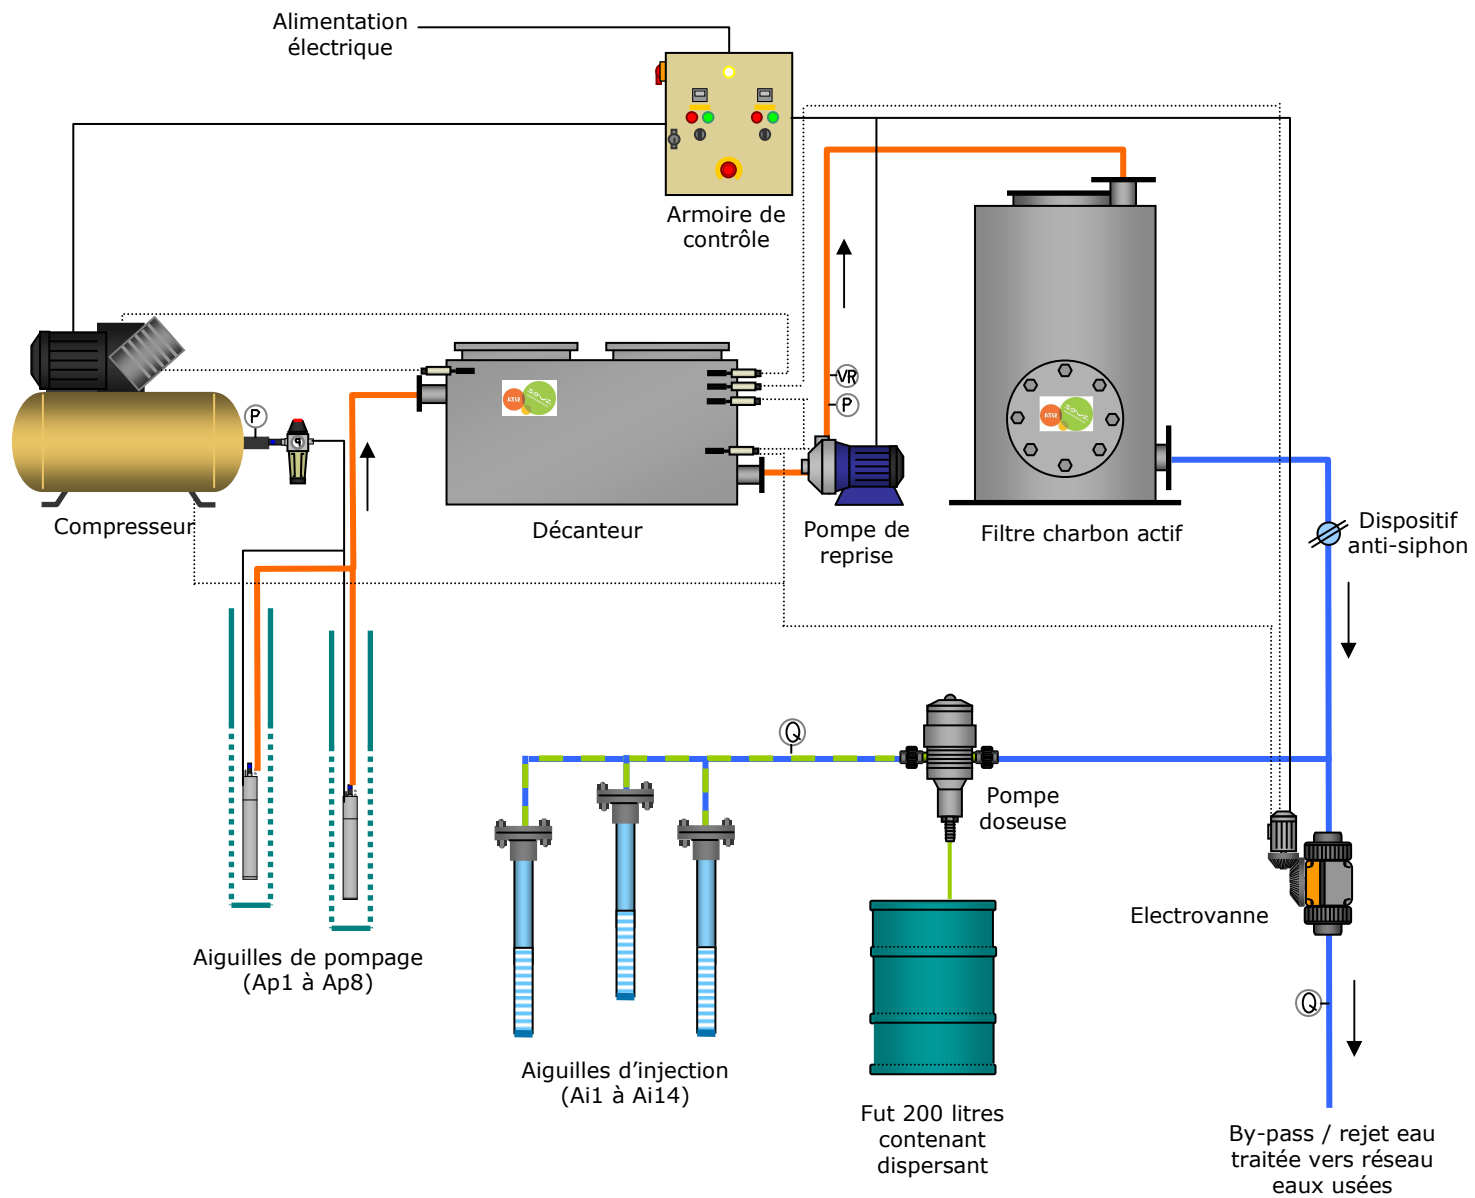 Alimentation
électrique
Armoire de
contrôle
P
P
VR
P
Compresseur
Décanteur
Pompe de
reprise
Filtre charbon actif
Dispositif
anti-siphon
Q
Pompe
doseuse
Electrovanne
Aiguilles de pompage
(Ap1 à Ap8)
Q
Aiguilles d’injection
(Ai1 à Ai14)
Fut 200 litres
contenant
dispersant
By-pass / rejet eau
traitée vers réseau
eaux usées